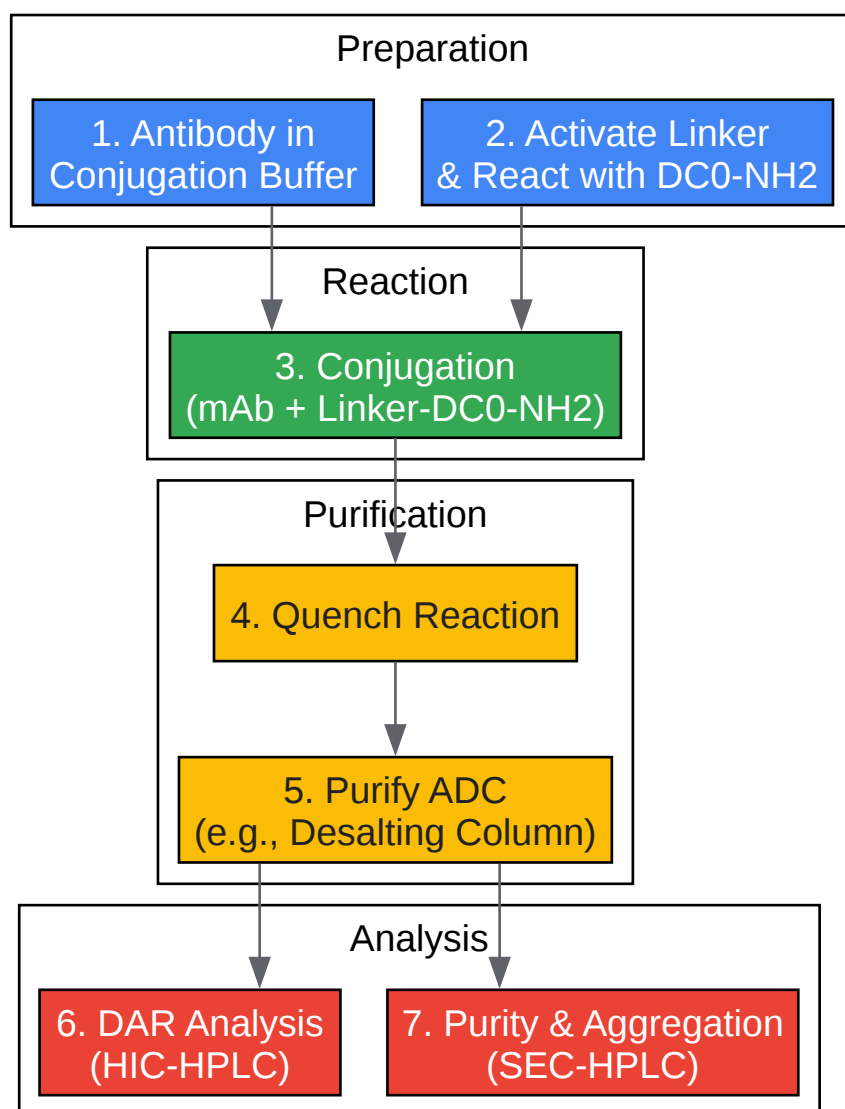 Preparation
1. Antibody in
Conjugation Buffer
2. Activate Linker
& React with DC0-NH2
Reaction
3. Conjugation
(mAb + Linker-DC0-NH2)
Purification
4. Quench Reaction
5. Purify ADC
(e.g., Desalting Column)
Analysis
6. DAR Analysis
(HIC-HPLC)
7. Purity & Aggregation
(SEC-HPLC)